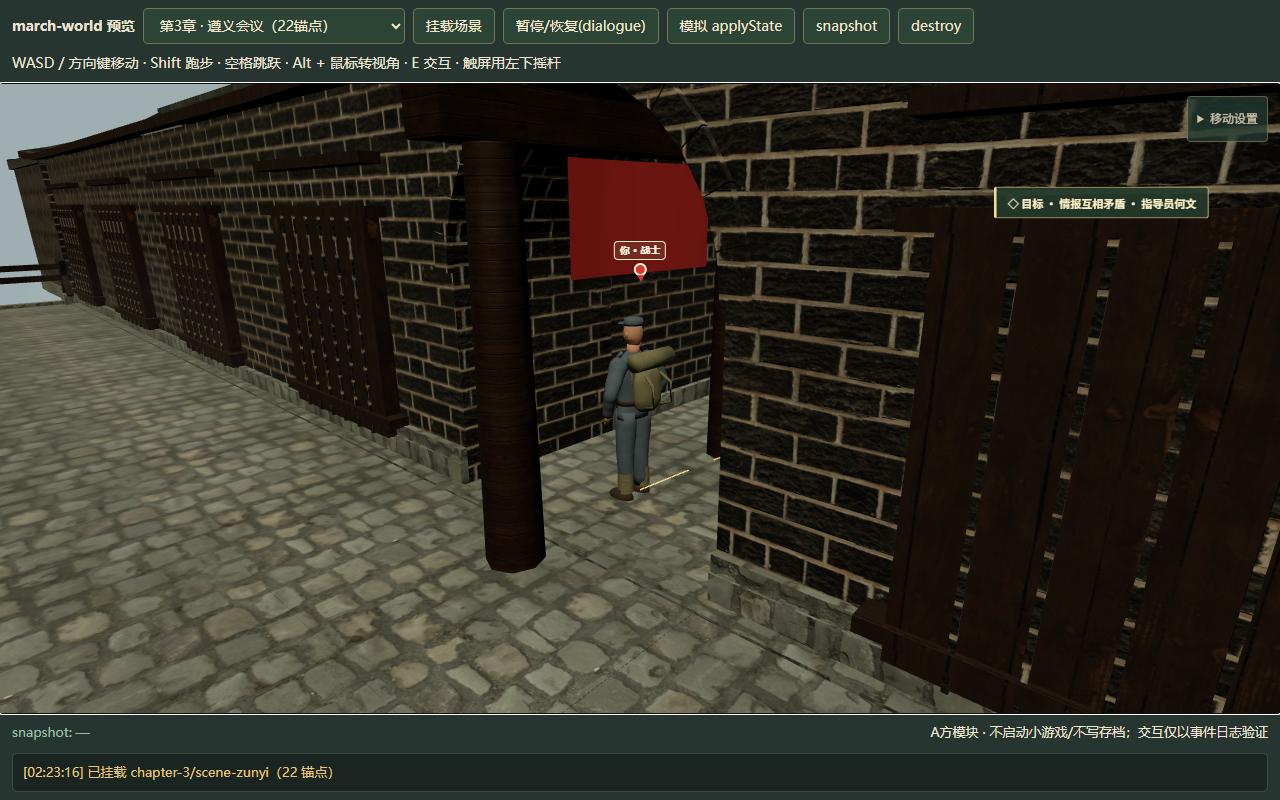 march-world 预览
第3章 · 遵义会议（22锚点）
挂载场景
暂停/恢复(dialogue)
模拟 applyState
snapshot
destroy
WASD / 方向键移动 · Shift 跑步 · 空格跳跃 · Alt + 鼠标转视角 · E 交互 · 触屏用左下摇杆
▶ 移动设置
◇ 目标 · 情报互相矛盾 · 指导员何文
你 · 战士
snapshot: —
A方模块 · 不启动小游戏/不写存档；交互仅以事件日志验证
[02:23:16] 已挂载 chapter-3/scene-zunyi（22 锚点）